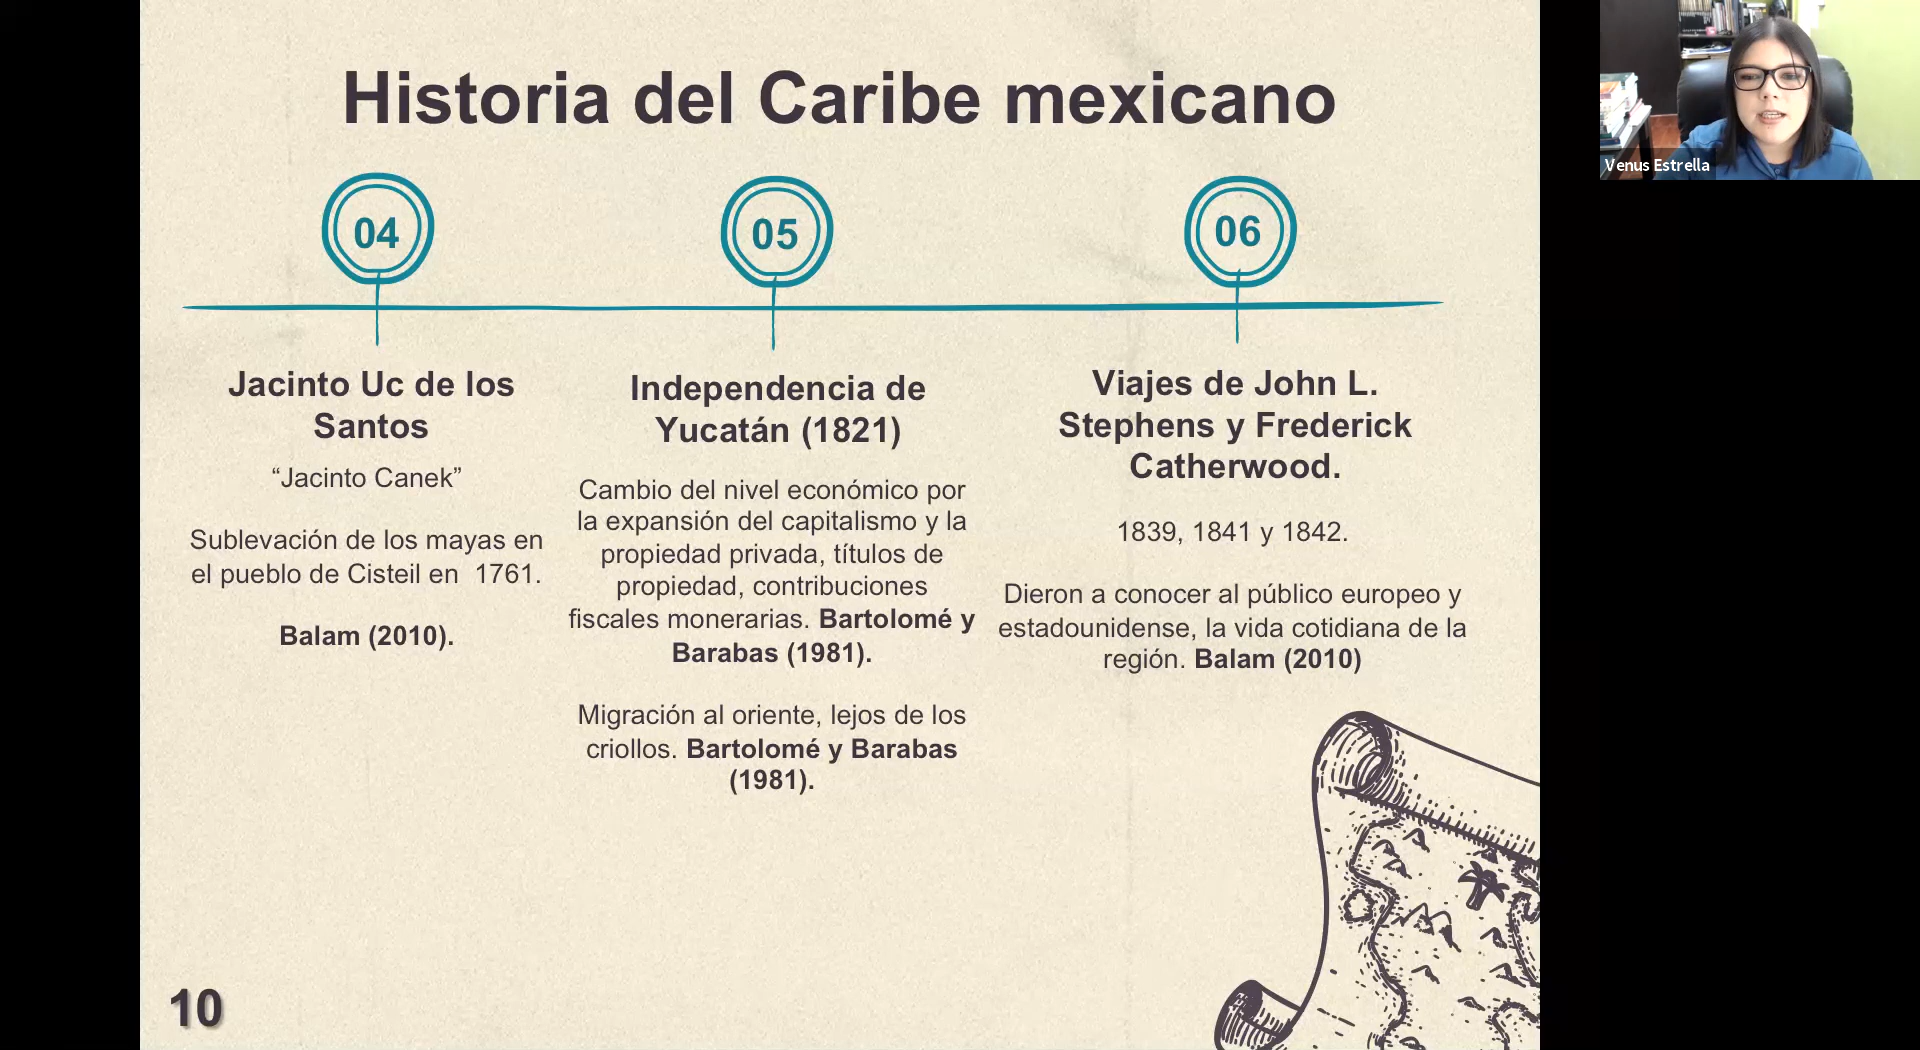 Historia del Caribe mexicano
04
05
06
Jacinto Uc de los
Santos
“Jacinto Canek”
Sublevación de los mayas en
el pueblo de Cisteil en  1761.
Balam (2010).
Independencia de
Yucatán (1821)
Cambio del nivel económico por
la expansión del capitalismo y la
propiedad privada, títulos de
propiedad, contribuciones
fiscales monerarias. Bartolomé y
Barabas (1981).
Migración al oriente, lejos de los
criollos. Bartolomé y Barabas
(1981).
Viajes de John L.
Stephens y Frederick
Catherwood.
1839, 1841 y 1842.
Dieron a conocer al público europeo y
estadounidense, la vida cotidiana de la
región. Balam (2010)
10
Venus Estrella